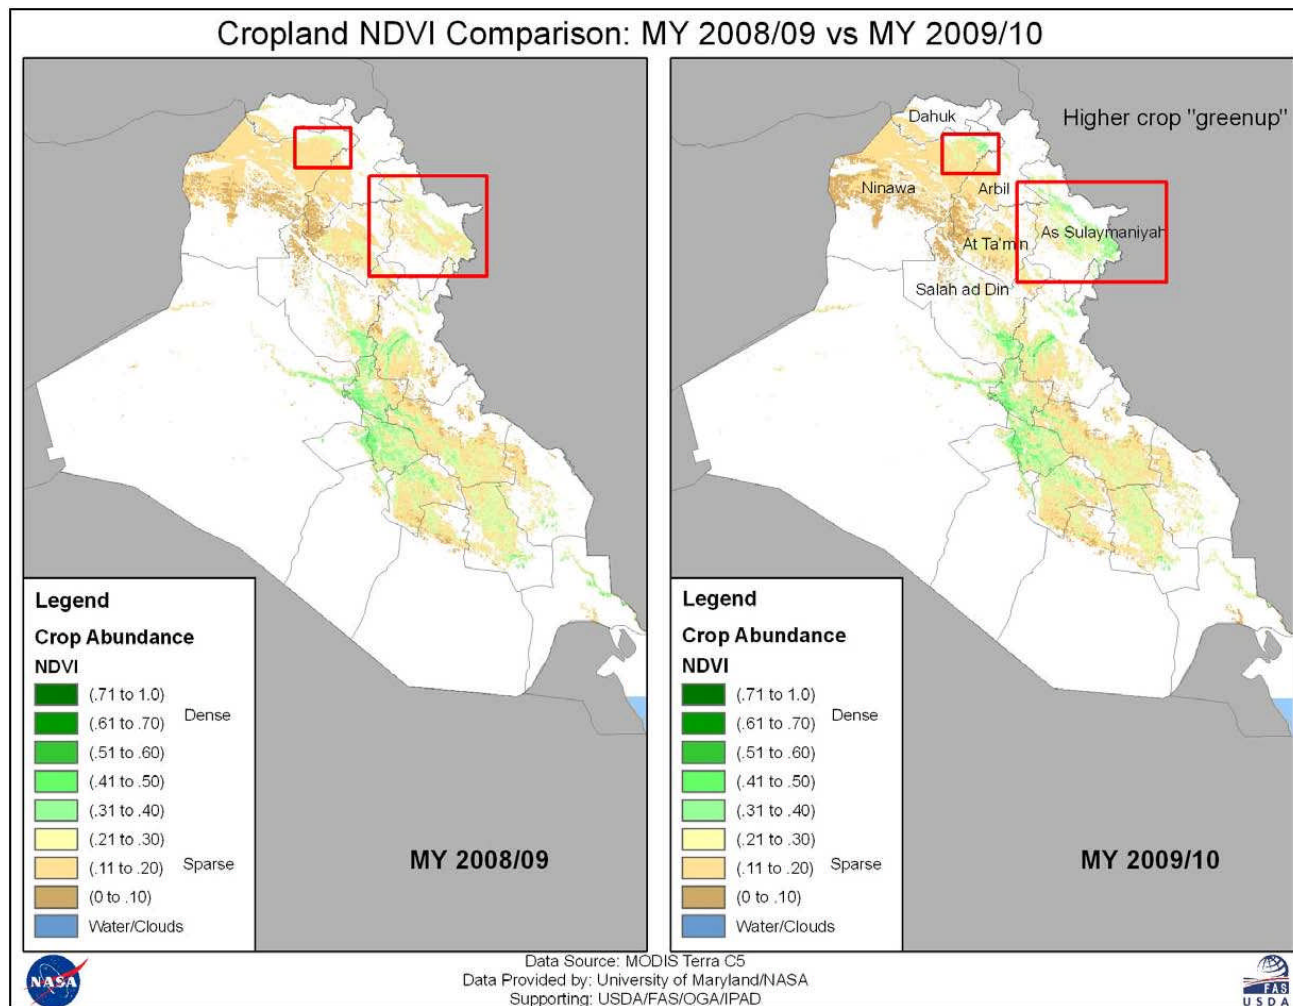 Cropland NDVI Comparison: MY 2008/09 vs MY 2009/10
Legend
Crop Abundance
NDVI
(.71 to 1.0)
(.61 to .70) Dense
(.51 to .60)
(.41 to .50)
(.31 to .40)
(.21 to .30)
(.11 to .20) Sparse
(0 to .10)
Water/Clouds
MY 2008/09
Higher crop "greenup"
Dahuk
Ninawa
Arbil
At Ta'min
As Sulaymaniyah
Salah ad Din
Legend
Crop Abundance
NDVI
(.71 to 1.0)
(.61 to .70) Dense
(.51 to .60)
(.41 to .50)
(.31 to .40)
(.21 to .30)
(.11 to .20) Sparse
(0 to .10)
Water/Clouds
MY 2009/10
NASA
Data Source: MODIS Terra C5
Data Provided by: University of Maryland/NASA
Supporting: USDA/FAS/OGA/IPAD
FAS
USDA